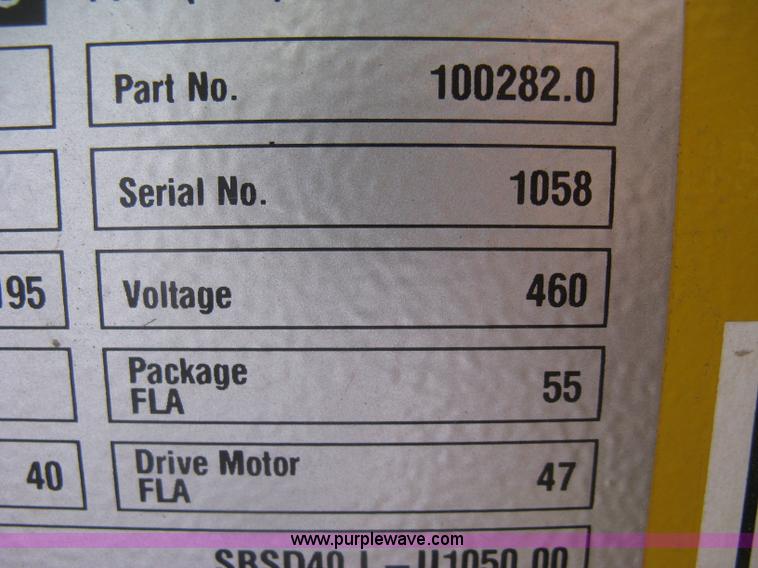 Part No. 100282.0
Serial No. 1058
195 Voltage 460
Package
FLA 55
40 Drive Motor
FLA 47
www.purplewave.com